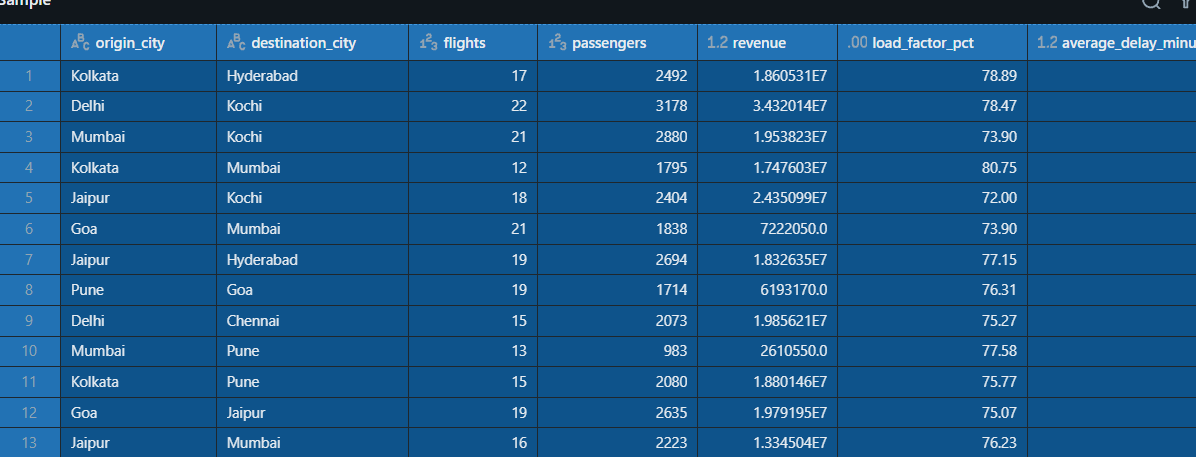 Sample
origin_city destination_city flights passengers 1.2 revenue .00 load_factor_pct 1.2 average_delay_minu
1 Kolkata Hyderabad 17 2492 1.860531E7 78.89
2 Delhi Kochi 22 3178 3.432014E7 78.47
3 Mumbai Kochi 21 2880 1.953823E7 73.90
4 Kolkata Mumbai 12 1795 1.747603E7 80.75
5 Jaipur Kochi 18 2404 2.435099E7 72.00
6 Goa Mumbai 21 1838 7222050.0 73.90
7 Jaipur Hyderabad 19 2694 1.832635E7 77.15
8 Pune Goa 19 1714 6193170.0 76.31
9 Delhi Chennai 15 2073 1.985621E7 75.27
10 Mumbai Pune 13 983 2610550.0 77.58
11 Kolkata Pune 15 2080 1.880146E7 75.77
12 Goa Jaipur 19 2635 1.979195E7 75.07
13 Jaipur Mumbai 16 2223 1.334504E7 76.23